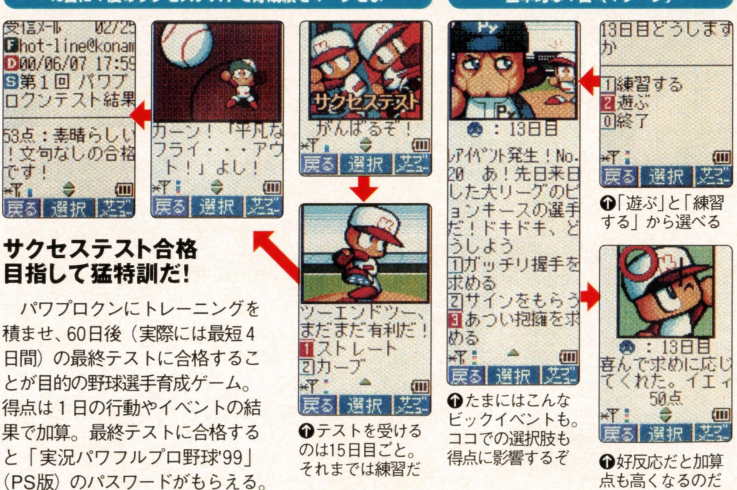 受信メール 02/25
Fhot-line@konam
D00/06/07 17:59
S第1回 パワプ
ロクンテスト結果
53点:素晴らしい
!文句なしの合格
です!
戻る 選択 サブメニュー
カーン!「平凡な
フライ・・・アウ
ト!」よし!
戻る 選択 サブメニュー
サクセステスト
がんばるぞ!
戻る 選択 サブメニュー
ツーエンドツー、
まだまだ有利だ!
1ストレート
2カーブ
戻る 選択 サブメニュー
❶テストを受ける
のは15日目ごと。
それまでは練習だ
サクセステスト合格
目指して猛特訓だ!
パワプロクンにトレーニングを
積ませ、60日後(実際には最短4
日間)の最終テストに合格するこ
とが目的の野球選手育成ゲーム。
得点は1日の行動やイベントの結
果で加算。最終テストに合格する
と「実況パワフルプロ野球'99」
(PS版)のパスワードがもらえる。
13日目どうします
か
1練習する
2遊ぶ
0終了
戻る 選択 サブメニュー
⬆「遊ぶ」と「練習
する」から選べる
:13日目
レアイベント発生!No.
20 あ!先日来日
した大リーグのピ
ョンキースの選手
だ!ドキドキ、ど
うしよう
1ガッチリ握手を
求める
2サインをもらう
3あつい抱擁を求
める
戻る 選択 サブメニュー
⬆たまにはこんな
ビックイベントも。
ココでの選択肢も
得点に影響するぞ
:13日目
喜んで求めに応じ
てくれた。イエィ
50点
戻る 選択 サブメニュー
⬆好反応だと加算
点も高くなるのだ